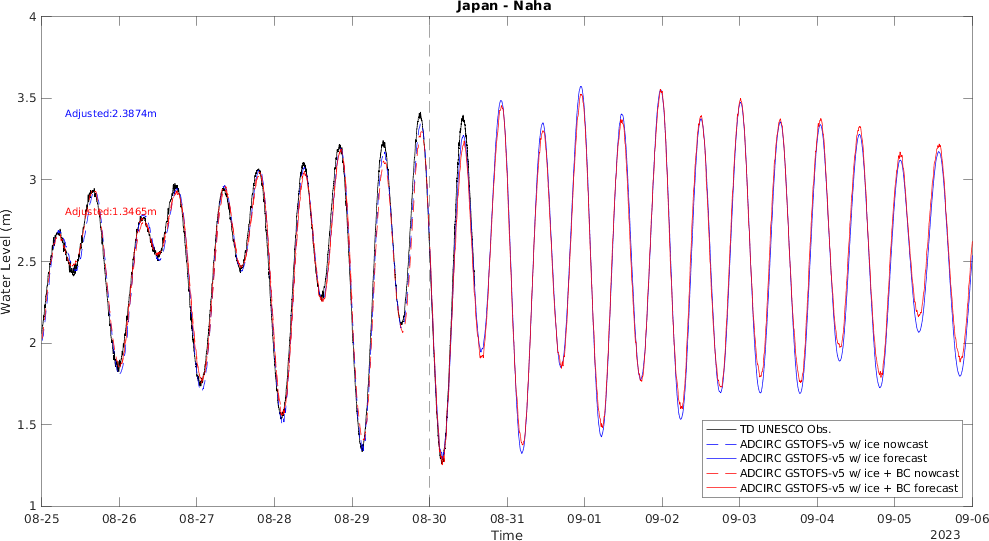 Japan - Naha
4
3.5
3
2.5
2
1.5
1
Water Level (m)
Adjusted:2.3874m
Adjusted:1.3465m
TD UNESCO Obs.
ADCIRC GSTOFS-v5 w/ ice nowcast
ADCIRC GSTOFS-v5 w/ ice forecast
ADCIRC GSTOFS-v5 w/ ice + BC nowcast
ADCIRC GSTOFS-v5 w/ ice + BC forecast
08-25 08-26 08-27 08-28 08-29 08-30 08-31 09-01 09-02 09-03 09-04 09-05 09-06
Time
2023